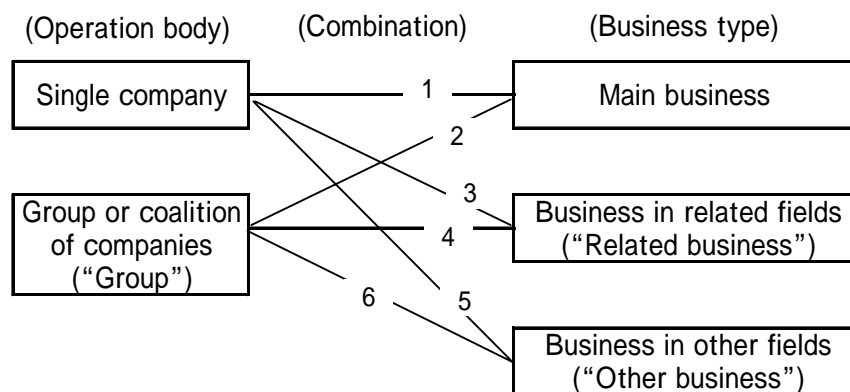 (Operation body) (Combination) (Business type)
Single company 1 Main business
2
3
Group or coalition
of companies
(“Group”)
4
Business in related fields
(“Related business”)
6 5
Business in other fields
(“Other business”)